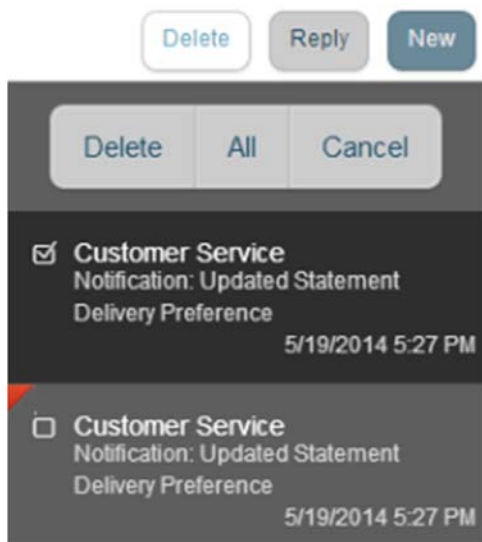 Delete Reply New
Delete All Cancel
Customer Service
Notification: Updated Statement
Delivery Preference
5/19/2014 5:27 PM
Customer Service
Notification: Updated Statement
Delivery Preference
5/19/2014 5:27 PM